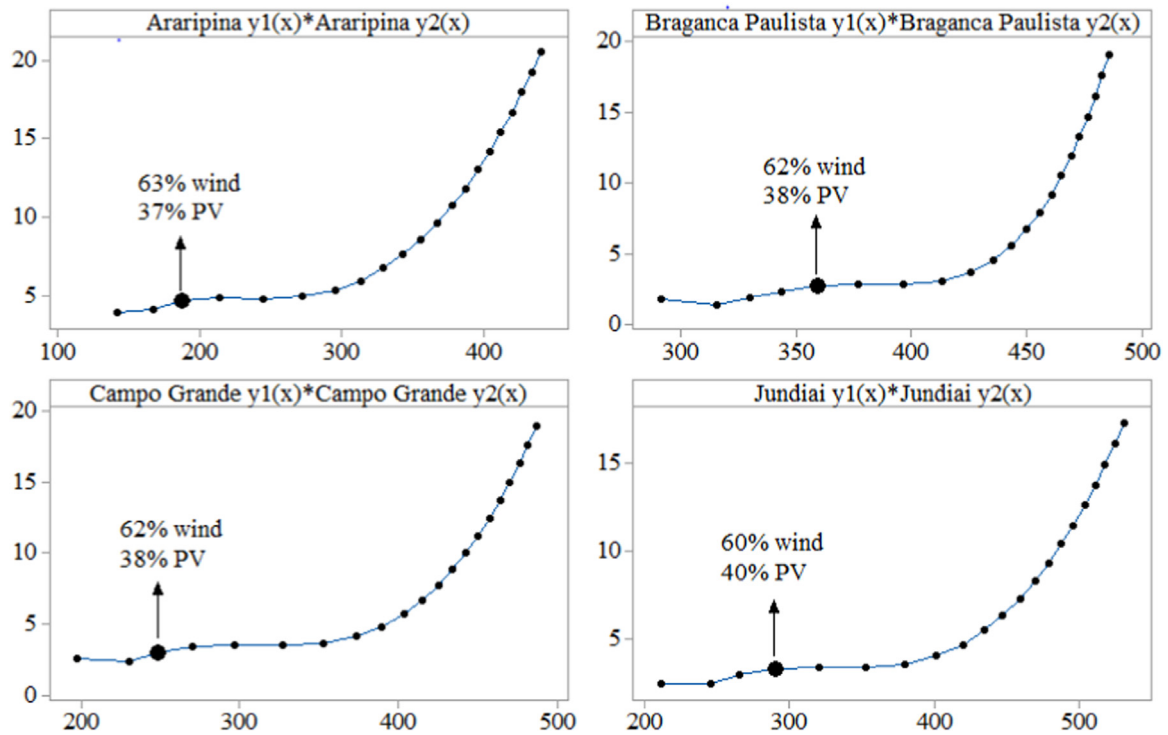 Araripina y1(x)*Araripina y2(x)
20
15
10
5
63% wind
37% PV
100
200
300
400
Braganca Paulista y1(x)*Braganca Paulista y2(x)
20
15
10
5
0
62% wind
38% PV
300
350
400
450
500
Campo Grande y1(x)*Campo Grande y2(x)
20
15
10
5
0
62% wind
38% PV
200
300
400
500
Jundiai y1(x)*Jundiai y2(x)
15
10
5
60% wind
40% PV
200
300
400
500